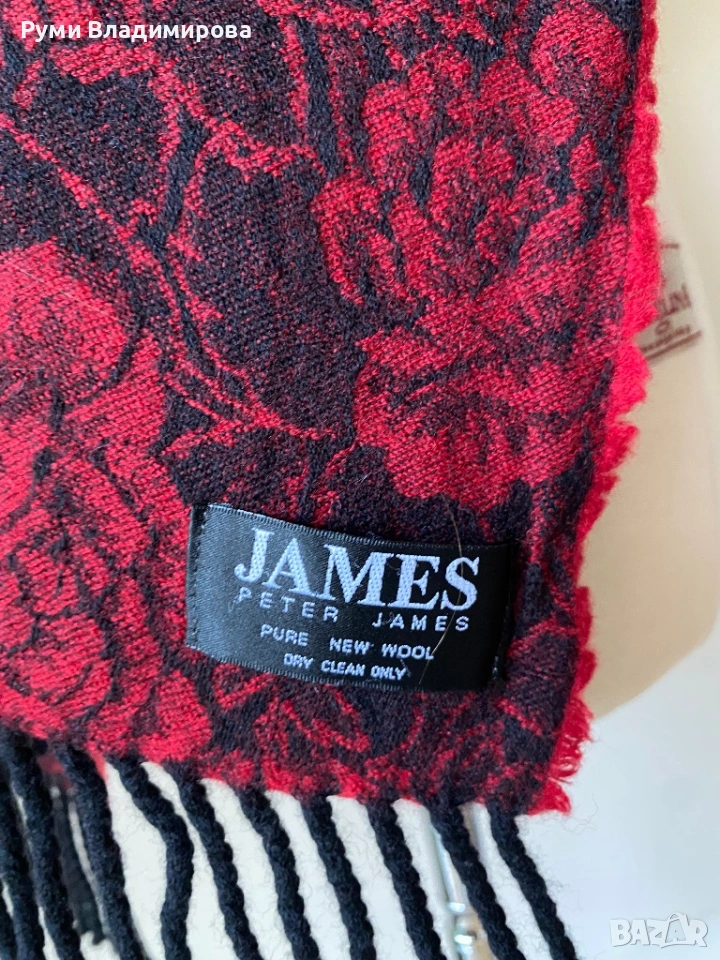 Руми Владимирова
JAMES
PETER JAMES
PURE NEW WOOL
DRY CLEAN ONLY
BAZAR